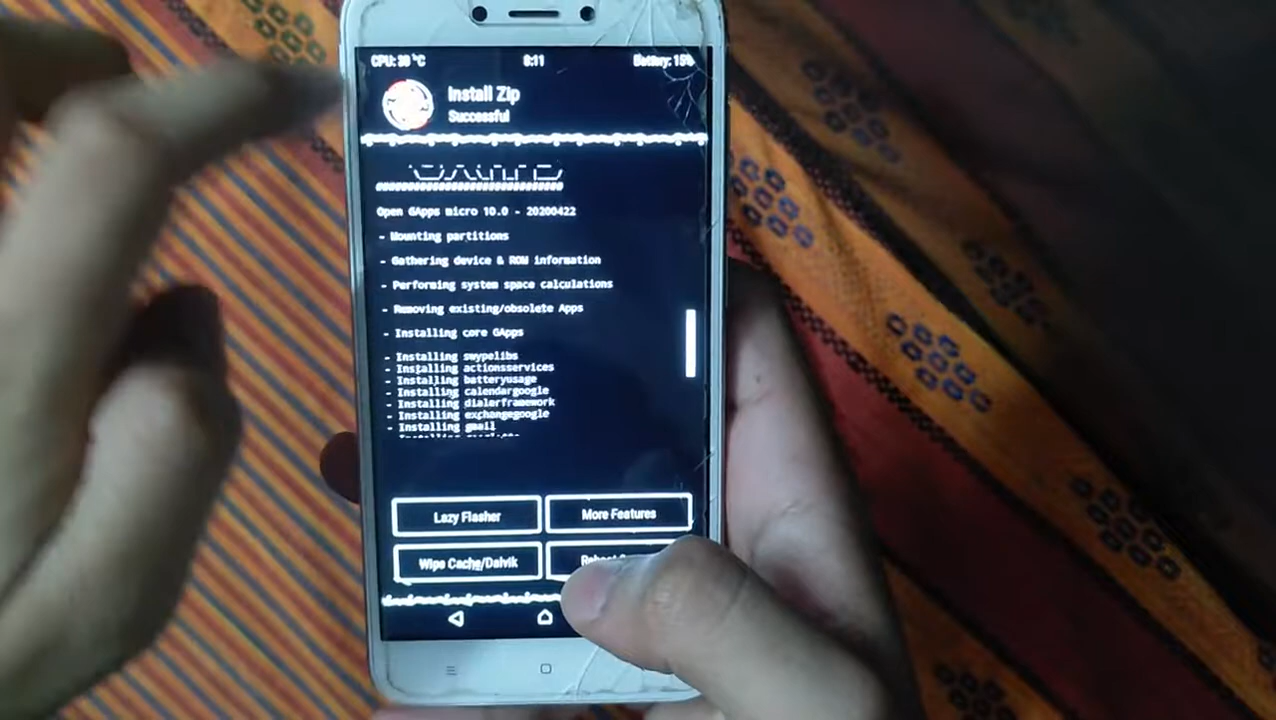 CPU: 39 °C 8:11 Battery: 15%
Install Zip
Successful
##############################
Open GApps micro 10.0 - 20200422
- Mounting partitions
- Gathering device & ROM information
- Performing system space calculations
- Removing existing/obsolete Apps
- Installing core GApps
- Installing swypelibs
- Installing actionsservices
- Installing batteryusage
- Installing calendargoogle
- Installing dialerframework
- Installing exchangegoogle
- Installing gmail
Lazy Flasher More Features
Wipe Cache/Dalvik